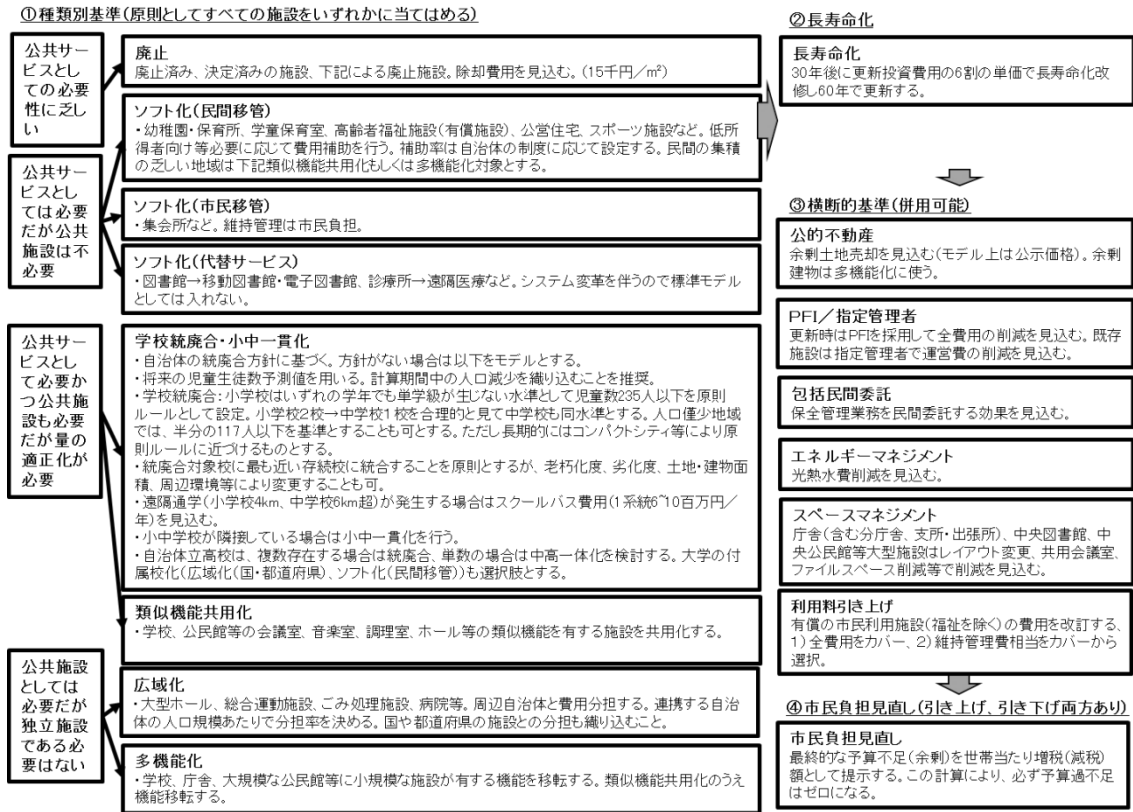 ①種類別基準(原則としてすべての施設をいずれかに当てはめる)
公共サー
ビスとし
ての必要
性に乏し
い
廃止
廃止済み、決定済みの施設、下記による廃止施設。除却費用を見込む。(15千円/㎡)
公共サー
ビスとし
ては必要
だが公共
施設は不
必要
ソフト化(民間移管)
・幼稚園・保育所、学童保育室、高齢者福祉施設(有償施設)、公営住宅、スポーツ施設など。低所
得者向け等必要に応じて費用補助を行う。補助率は自治体の制度に応じて設定する。民間の集積
の乏しい地域は下記類似機能共用化もしくは多機能化対象とする。
ソフト化(市民移管)
・集会所など。維持管理は市民負担。
ソフト化(代替サービス)
・図書館→移動図書館・電子図書館、診療所→遠隔医療など。システム変革を伴うので標準モデル
としては入れない。
公共サー
ビスとし
て必要か
つ公共施
設も必要
だが量の
適正化が
必要
学校統廃合・小中一貫化
・自治体の統廃合方針に基づく。方針がない場合は以下をモデルとする。
・将来の児童生徒数予測値を用いる。計算期間中の人口減少を織り込むことを推奨。
・学校統廃合:小学校はいずれの学年でも単学級が生じない水準として児童数235人以下を原則
ルールとして設定。小学校2校→中学校1校を合理的と見て中学校も同水準とする。人口僅少地域
では、半分の117人以下を基準とすることも可とする。ただし長期的にはコンパクトシティ等により原
則ルールに近づけるものとする。
・統廃合対象校に最も近い存続校に統合することを原則とするが、老朽化度、劣化度、土地・建物面
積、周辺環境等により変更することも可。
・遠隔通学(小学校4km、中学校6km超)が発生する場合はスクールバス費用(1系統6~10百万円/
年)を見込む。
・小中学校が隣接している場合は小中一貫化を行う。
・自治体立高校は、複数存在する場合は統廃合、単数の場合は中高一体化を検討する。大学の付
属校化(広域化(国・都道府県)、ソフト化(民間移管))も選択肢とする。
類似機能共用化
・学校、公民館等の会議室、音楽室、調理室、ホール等の類似機能を有する施設を共用化する。
公共施設
としては
必要だが
独立施設
である必
要はない
広域化
・大型ホール、総合運動施設、ごみ処理施設、病院等。周辺自治体と費用分担する。連携する自治
体の人口規模あたりで分担率を決める。国や都道府県の施設との分担も織り込むこと。
多機能化
・学校、庁舎、大規模な公民館等に小規模な施設が有する機能を移転する。類似機能共用化のうえ
機能移転する。
②長寿命化
長寿命化
30年後に更新投資費用の6割の単価で長寿命化改
修し60年で更新する。
③横断的基準(併用可能)
公的不動産
余剰土地売却を見込む(モデル上は公示価格)。余剰
建物は多機能化に使う。
PFI/指定管理者
更新時はPFIを採用して全費用の削減を見込む。既存
施設は指定管理者で運営費の削減を見込む。
包括民間委託
保全管理業務を民間委託する効果を見込む。
エネルギーマネジメント
光熱水費削減を見込む。
スペースマネジメント
庁舎(含む分庁舎、支所・出張所)、中央図書館、中
央公民館等大型施設はレイアウト変更、共用会議室、
ファイルスペース削減等で削減を見込む、
利用料引き上げ
有償の市民利用施設(福祉を除く)の費用を改訂する、
1)全費用をカバー、2)維持管理費相当をカバーから
選択。
④市民負担見直し(引き上げ、引き下げ両方あり)
市民負担見直し
最終的な予算不足(余剰)を世帯当たり増税(減税)
額として提示する。この計算により、必ず予算過不足
はゼロになる。